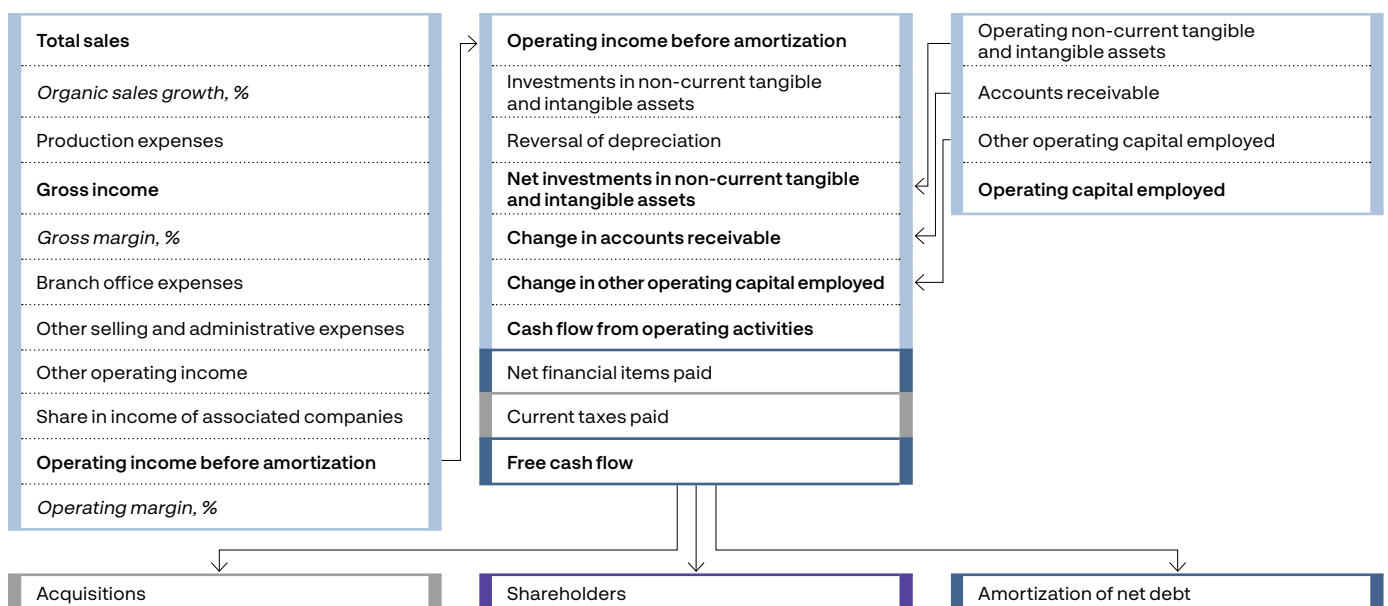 Total sales
Organic sales growth, %
Production expenses
Gross income
Gross margin, %
Branch office expenses
Other selling and administrative expenses
Other operating income
Share in income of associated companies
Operating income before amortization
Operating margin, %
Operating income before amortization
Investments in non-current tangible
and intangible assets
Reversal of depreciation
Net investments in non-current tangible
and intangible assets
Change in accounts receivable
Change in other operating capital employed
Cash flow from operating activities
Net financial items paid
Current taxes paid
Free cash flow
Operating non-current tangible
and intangible assets
Accounts receivable
Other operating capital employed
Operating capital employed
Acquisitions
Shareholders
Amortization of net debt